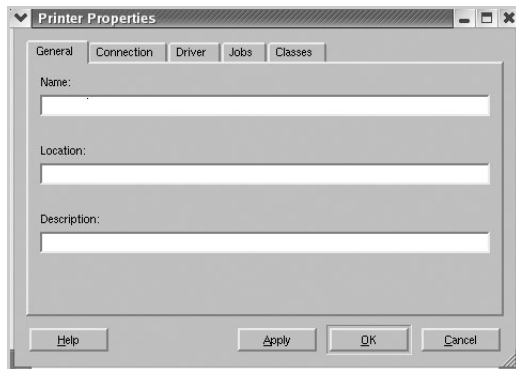 Printer Properties
General Connection Driver Jobs Classes
Name:
Location:
Description:
Help Apply OK Cancel